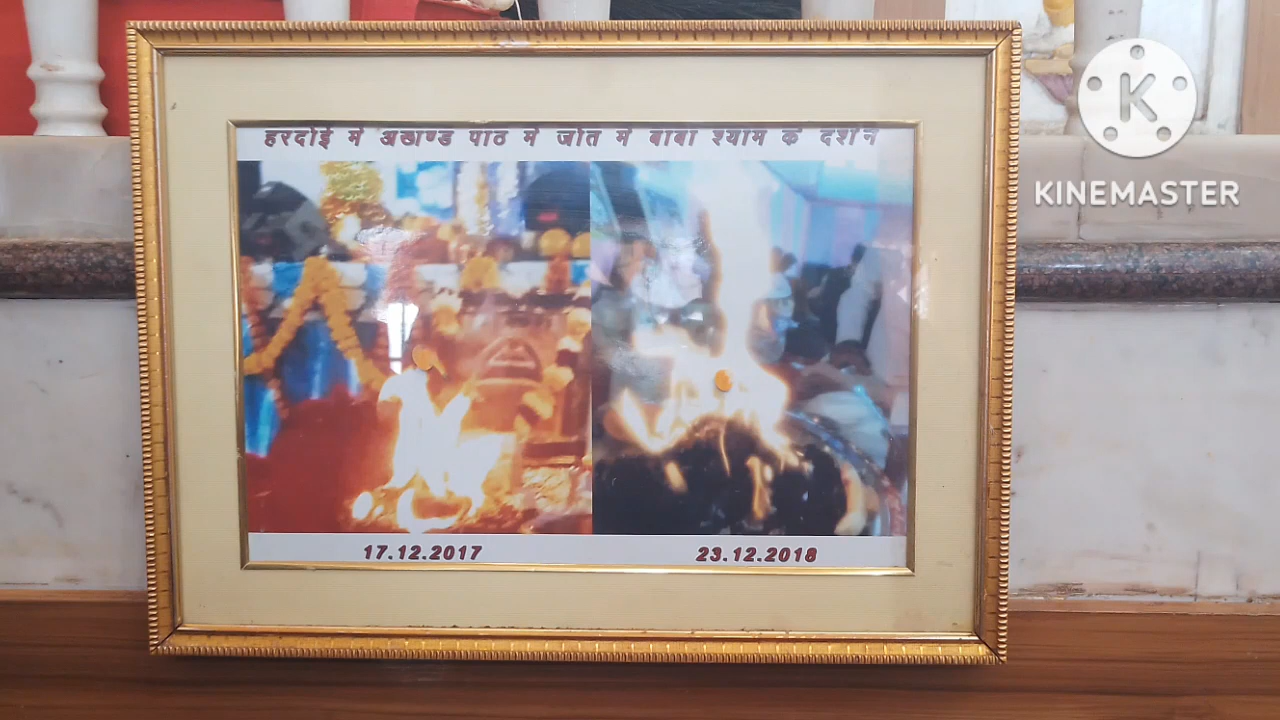 हरदोई में अखण्ड पाठ में जोत में बाबा श्याम के दर्शन
17.12.2017
23.12.2018
K
KINEMASTER